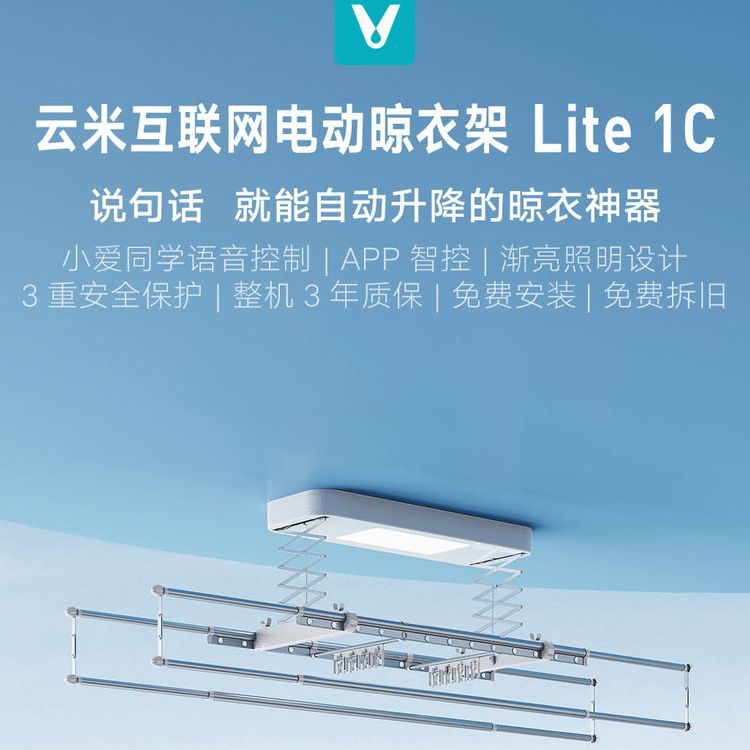 云米互联网电动晾衣架 Lite 1C
说句话 就能自动升降的晾衣神器
小爱同学语音控制 | APP 智控 | 渐亮照明设计
3 重安全保护 | 整机 3 年质保 | 免费安装 | 免费拆旧